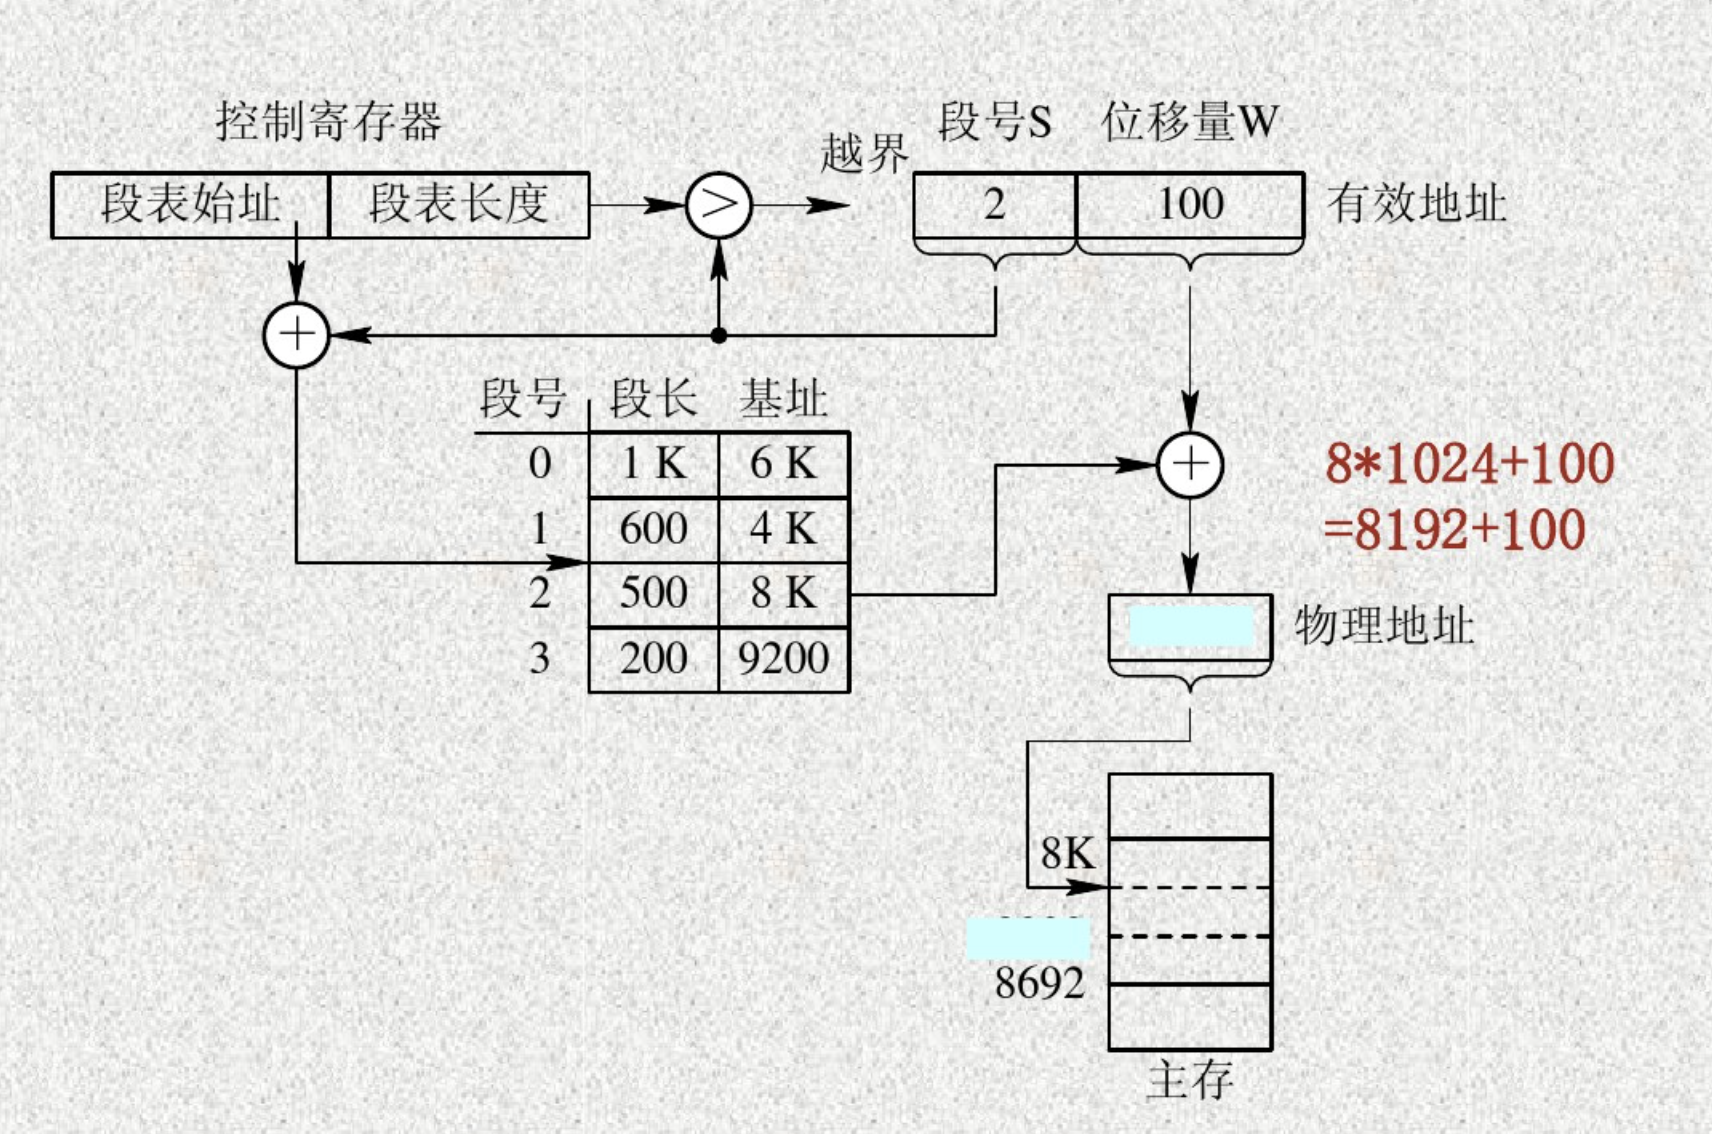 控制寄存器
段表始址 段表长度
>
越界
段号S 位移量W
2 100 有效地址
+
段号 段长 基址
0 1 K 6 K
1 600 4 K
2 500 8 K
3 200 9200
+
8*1024+100
=8192+100
物理地址
8K
8692
主存